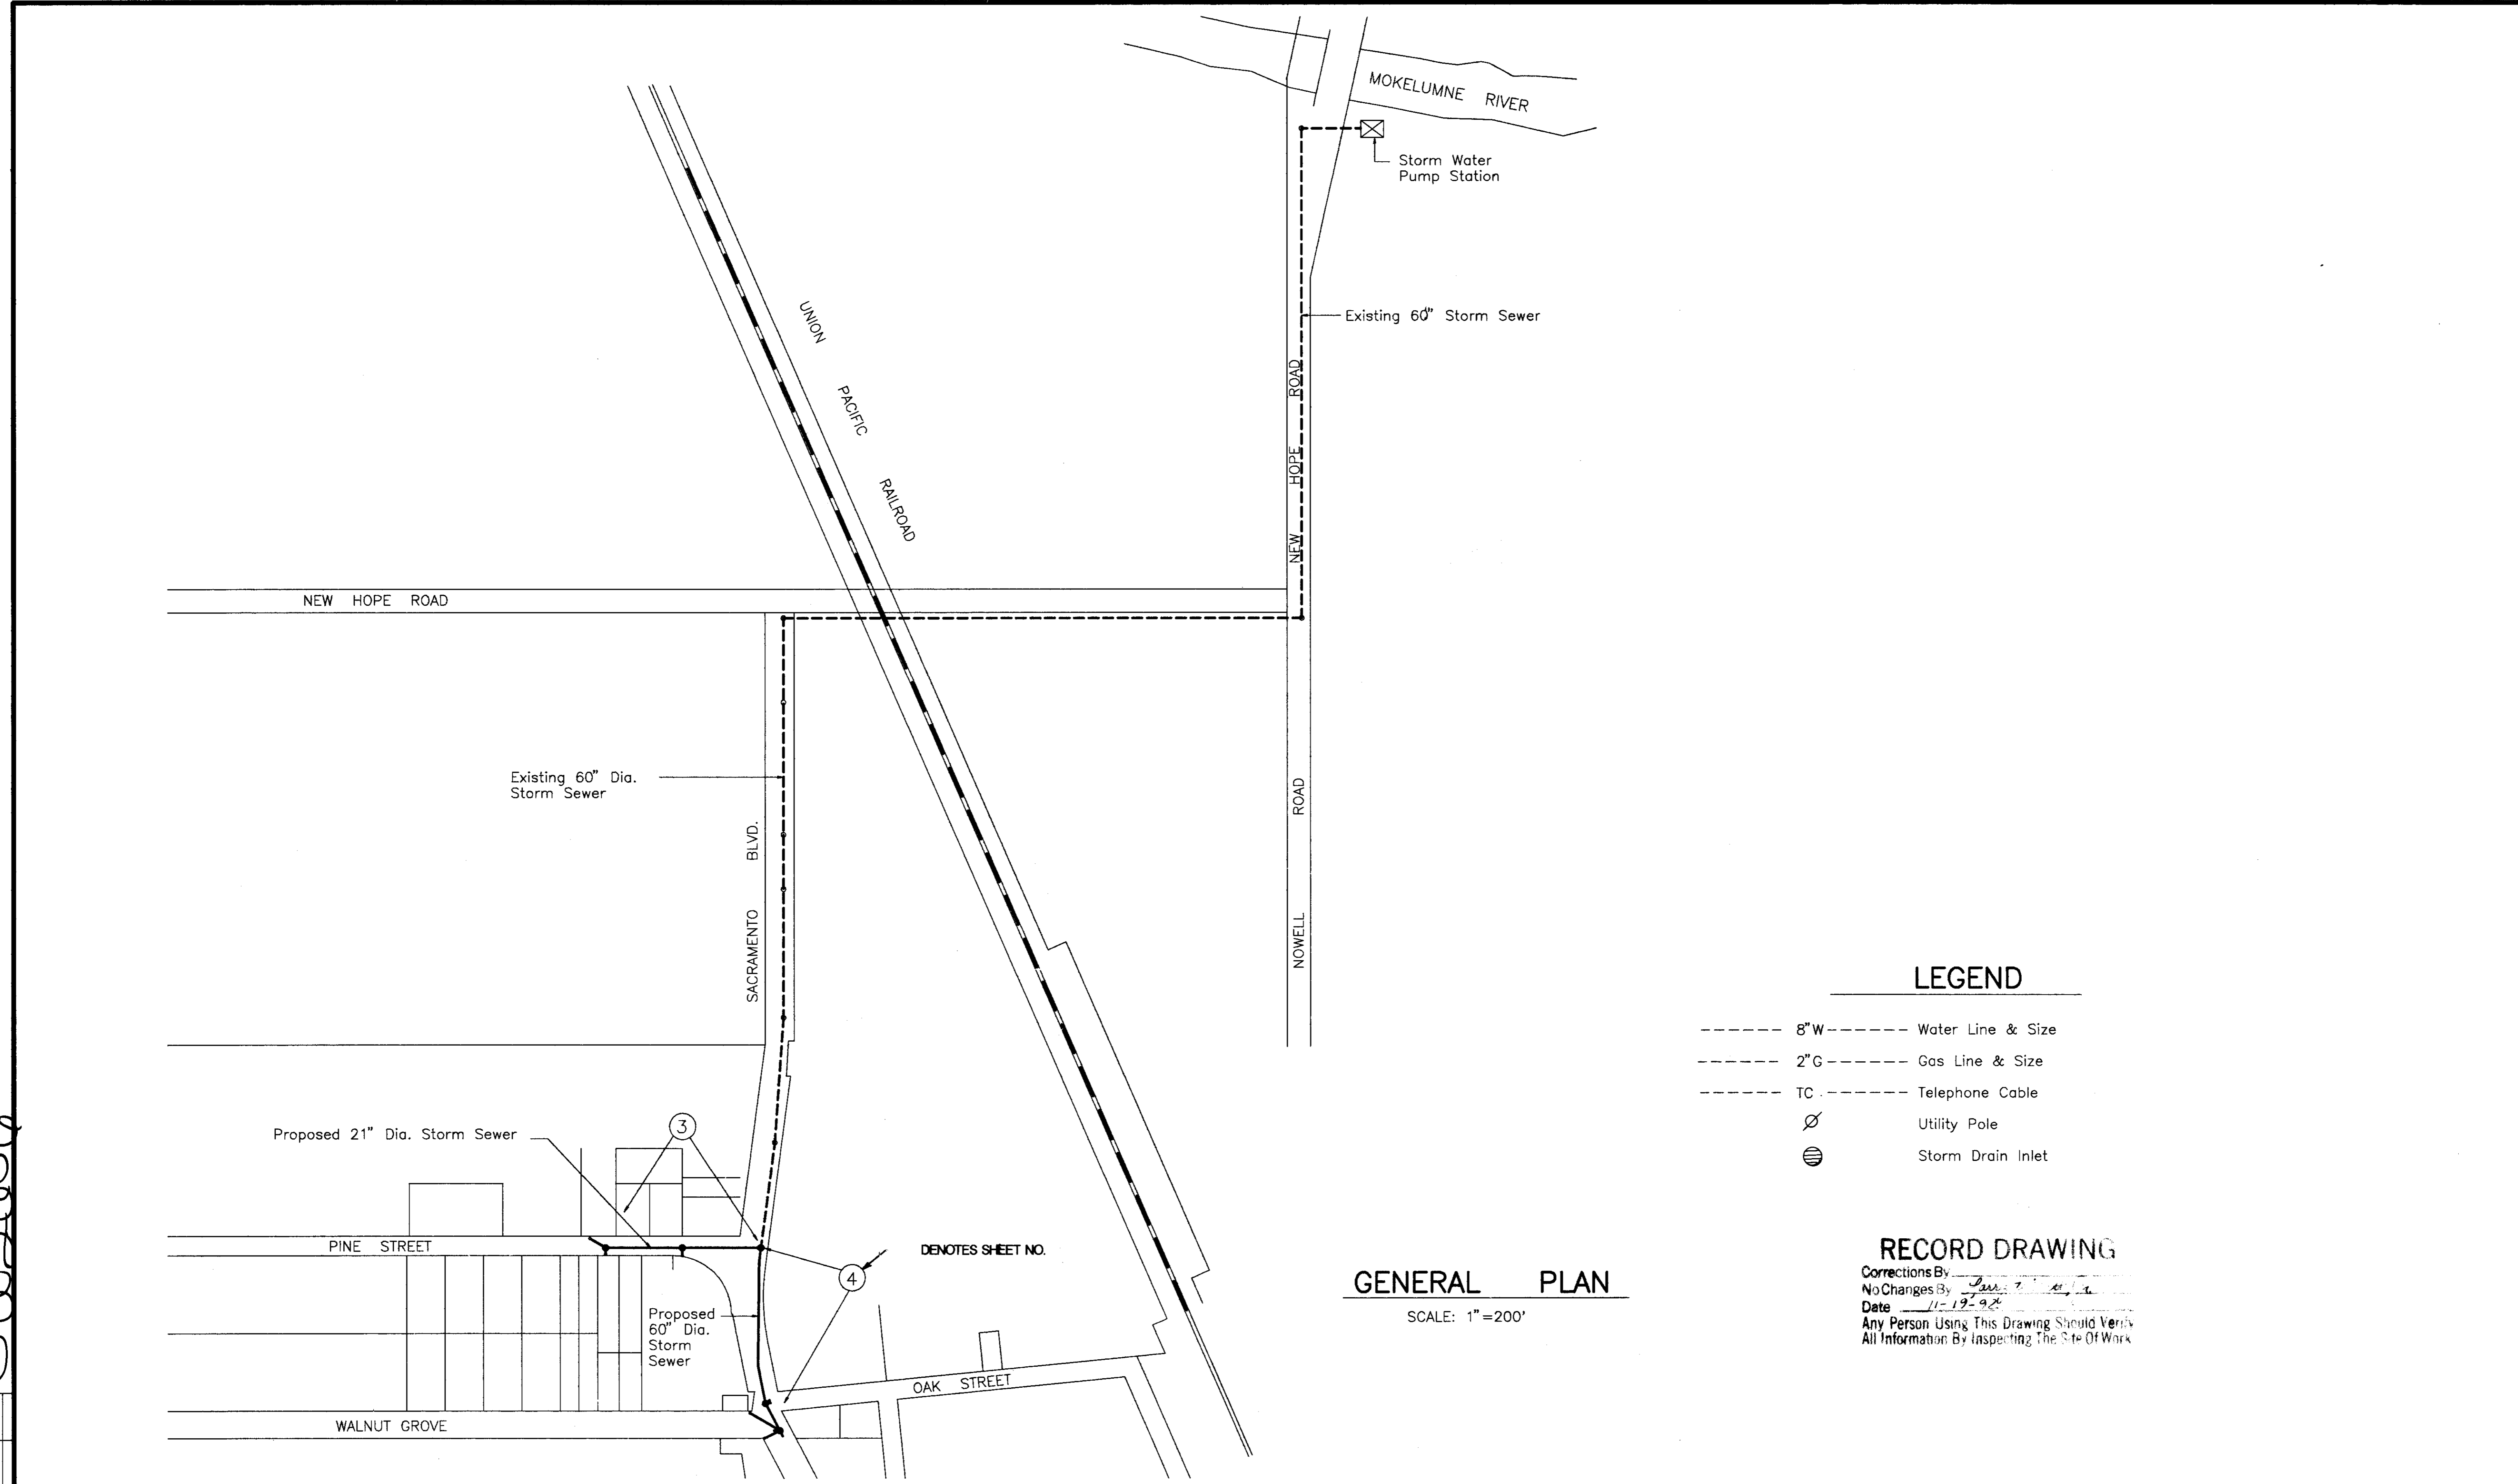 MOKELUMNE RIVER
Storm Water
Pump Station
UNION PACIFIC RAILROAD
Existing 60" Storm Sewer
NEW HOPE ROAD
NEW HOPE ROAD
Existing 60" Dia.
Storm Sewer
SACRAMENTO BLVD.
NOWELL ROAD
LEGEND
8"W Water Line & Size
2"G Gas Line & Size
TC Telephone Cable
Utility Pole
Storm Drain Inlet
Proposed 21" Dia. Storm Sewer
3
PINE STREET
DENOTES SHEET NO.
4
Proposed
60" Dia.
Storm
Sewer
OAK STREET
WALNUT GROVE
GENERAL PLAN
SCALE: 1"=200'
RECORD DRAWING
Corrections By
No Changes By
Date 11-19-92
Any Person Using This Drawing Should Verify
All Information By Inspecting The Site Of Work